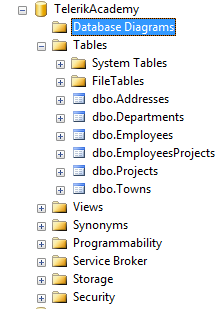 TelerikAcademy
Database Diagrams
Tables
System Tables
FileTables
dbo.Addresses
dbo.Departments
dbo.Employees
dbo.EmployeesProjects
dbo.Projects
dbo.Towns
Views
Synonyms
Programmability
Service Broker
Storage
Security